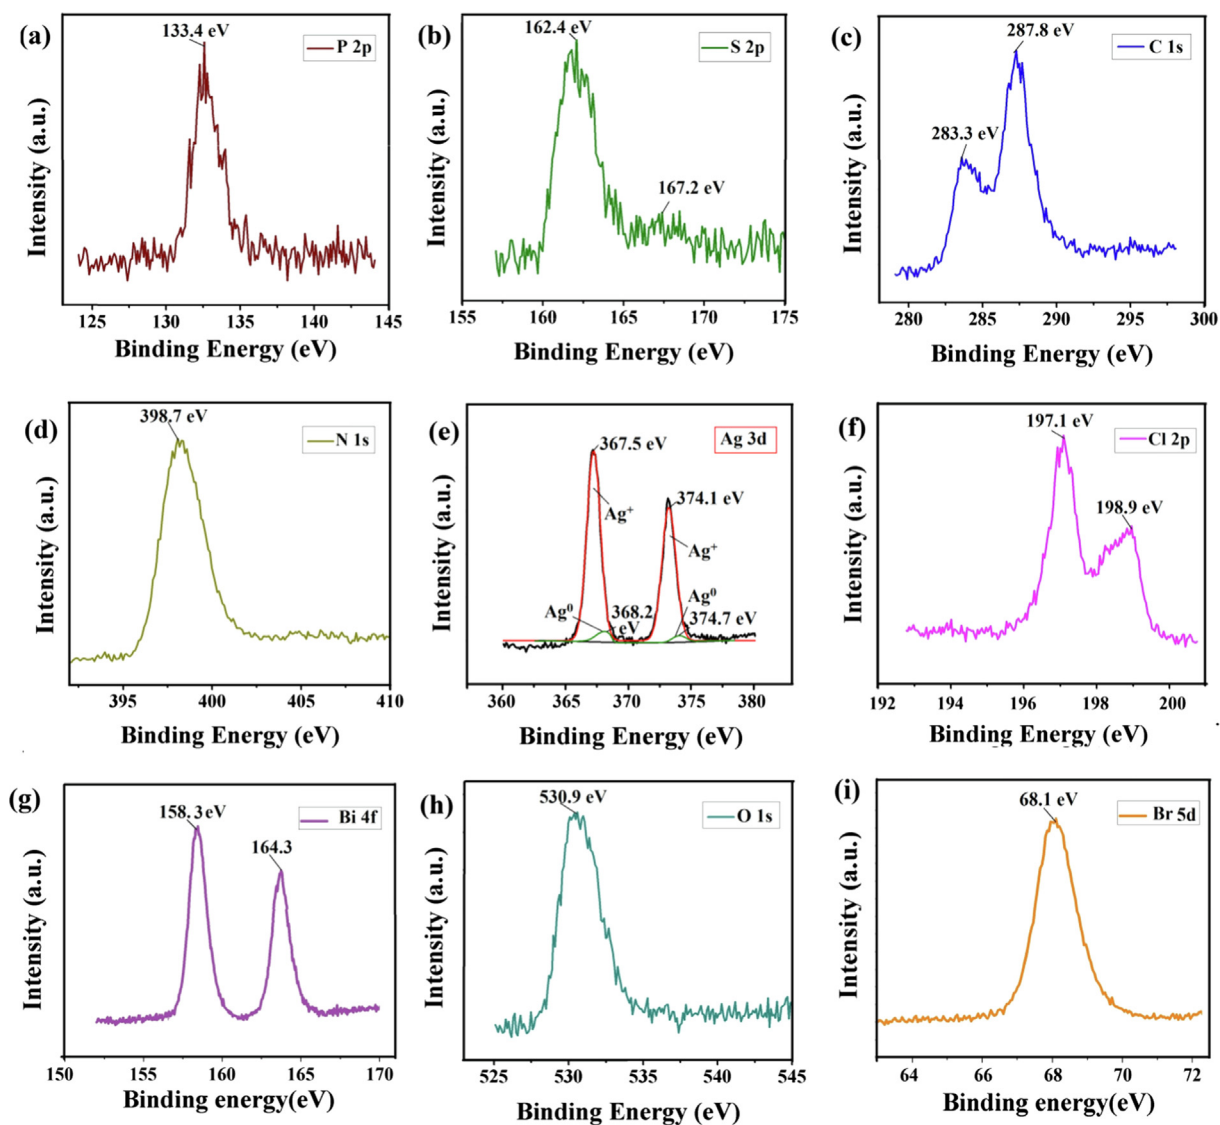 (a)
133.4 eV
P 2p
Intensity (a.u.)
125 130 135 140 145
Binding Energy (eV)
(b)
162.4 eV
S 2p
167.2 eV
Intensity (a.u.)
155 160 165 170 175
Binding Energy (eV)
(c)
287.8 eV
C 1s
283.3 eV
Intensity (a.u.)
280 285 290 295 300
Binding Energy (eV)
(d)
398.7 eV
N 1s
Intensity (a.u.)
395 400 405 410
Binding Energy (eV)
(e)
367.5 eV
Ag 3d
374.1 eV
Ag⁺
Ag⁺
Ag⁰
368.2
eV
Ag⁰
374.7 eV
Intensity (a.u.)
360 365 370 375 380
Binding Energy (eV)
(f)
197.1 eV
Cl 2p
198.9 eV
Intensity (a.u.)
192 194 196 198 200
Binding Energy (eV)
(g)
158.3 eV
Bi 4f
164.3
Intensity (a.u.)
150 155 160 165 170
Binding energy(eV)
(h)
530.9 eV
O 1s
Intensity (a.u.)
525 530 535 540 545
Binding Energy (eV)
(i)
68.1 eV
Br 5d
Intensity (a.u.)
64 66 68 70 72
Binding energy(eV)